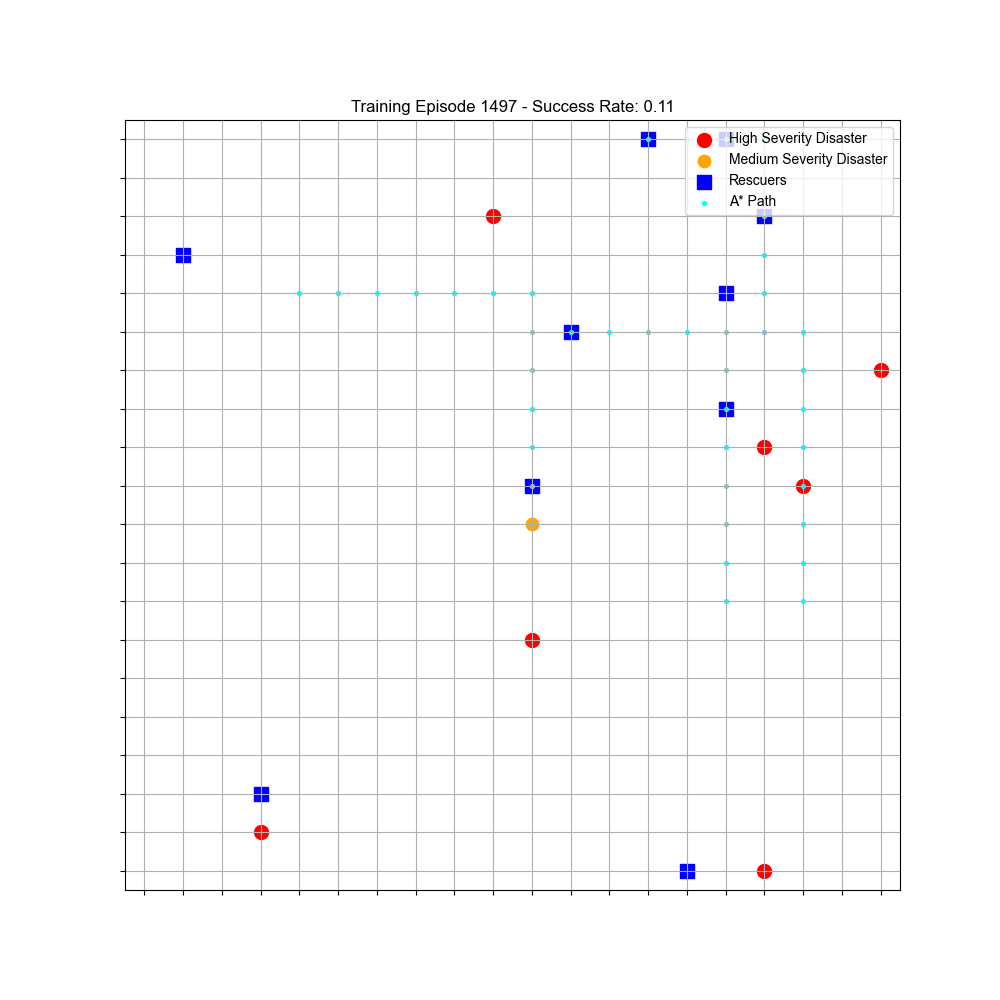 Training Episode 1497 - Success Rate: 0.11
High Severity Disaster
Medium Severity Disaster
Rescuers
A* Path